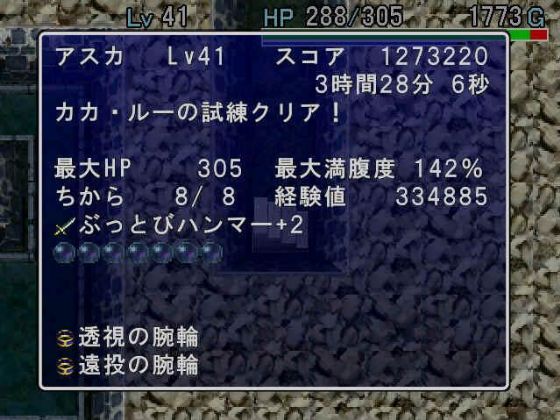 Lv 41 HP 288/305 1773G
アスカ Lv41 スコア 1273220
3時間28分 6秒
カカ・ルーの試練クリア！
最大HP 305 最大満腹度 142%
ちから 8/ 8 経験値 334885
ぶっとびハンマー+2
透視の腕輪
遠投の腕輪